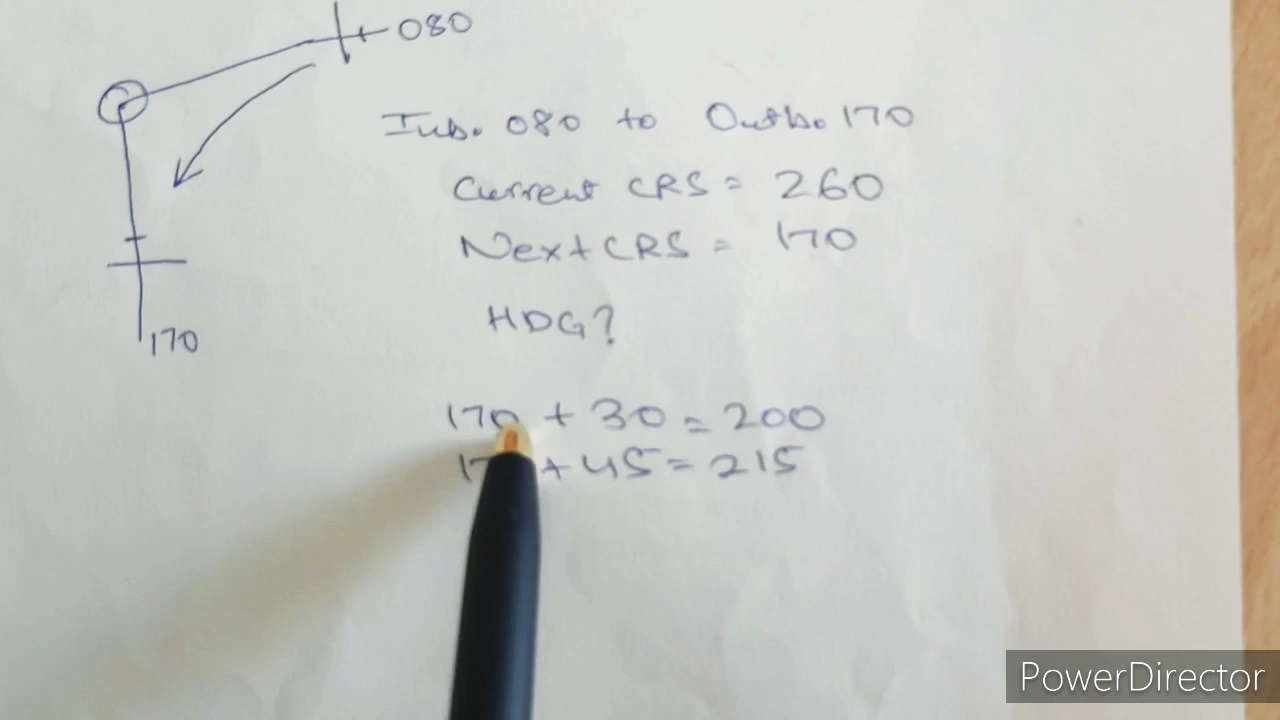 080
Inb. 080 to Outb. 170
Current CRS = 260
Next CRS = 170
HDG?
170
170 + 30 = 200
+ 45 = 215
PowerDirector